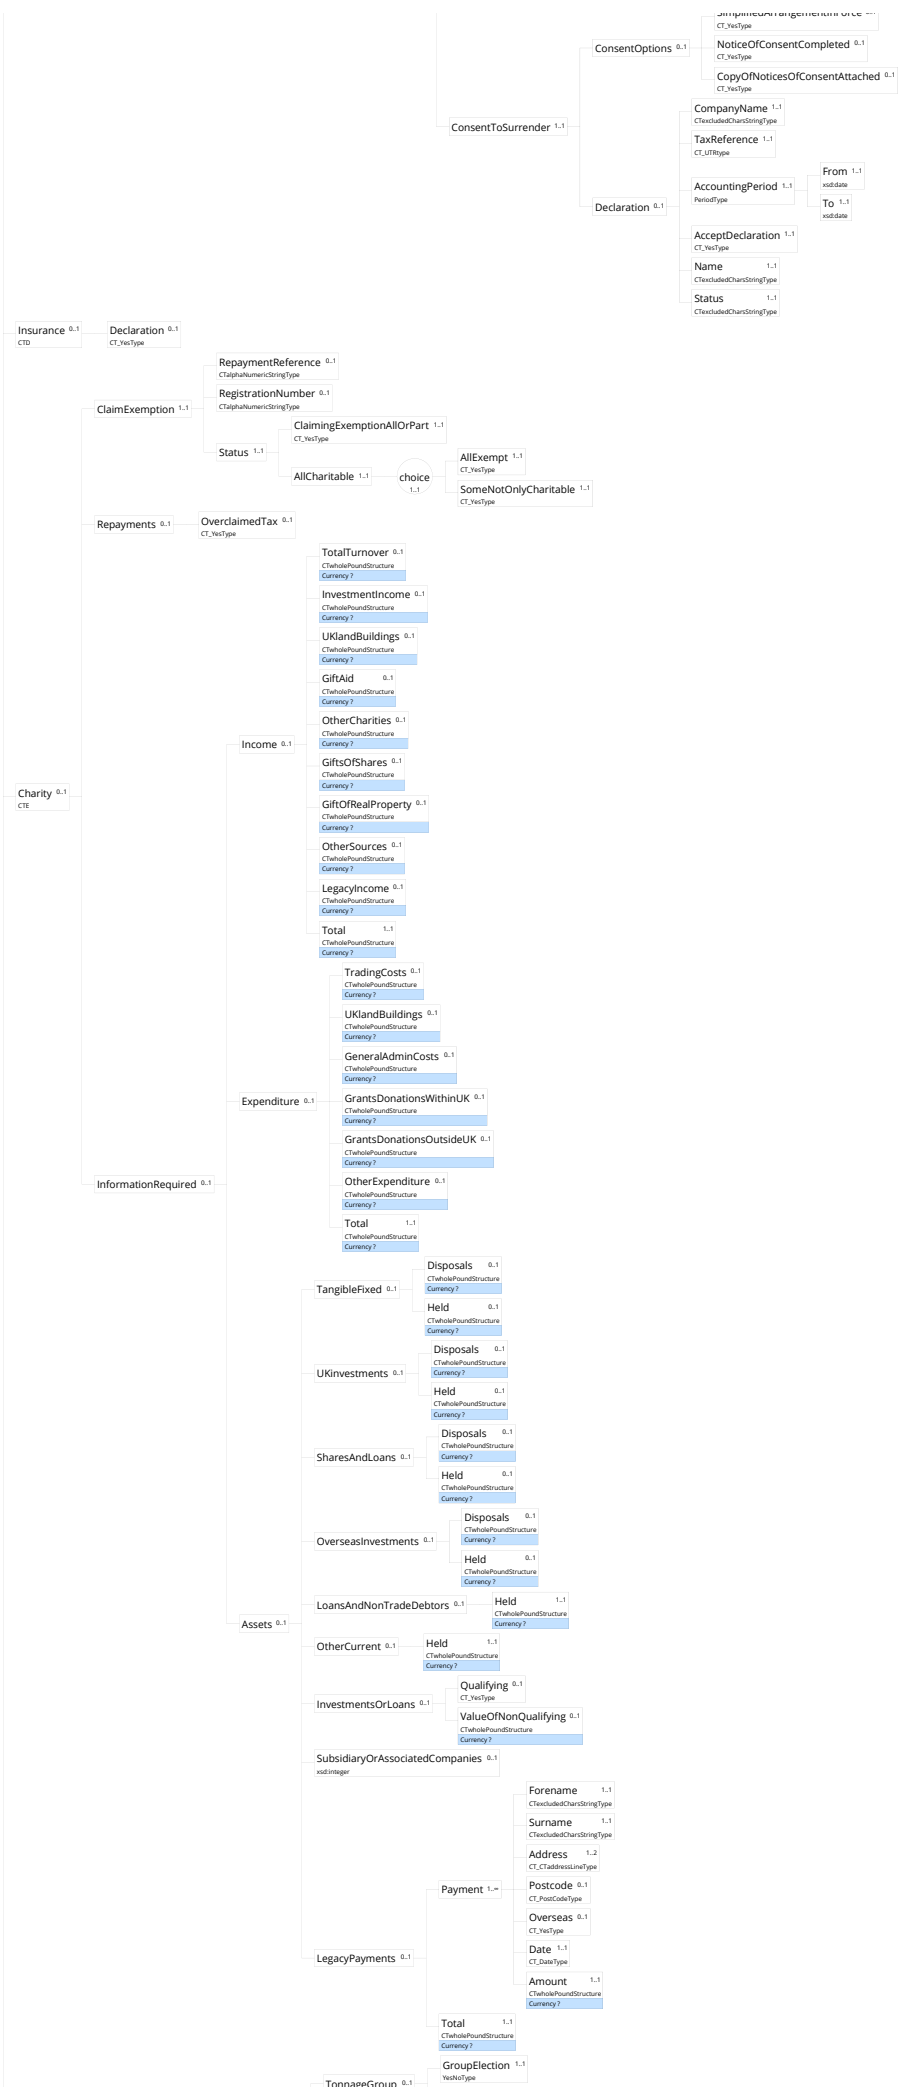 SimplifiedArrangementInForce 0..1
CT_YesType
ConsentOptions 0..1
NoticeOfConsentCompleted 0..1
CT_YesType
CopyOfNoticesOfConsentAttached 0..1
CT_YesType
ConsentToSurrender 1..1
CompanyName 1..1
CTexcludedCharsStringType
TaxReference 1..1
CT_UTRtype
AccountingPeriod 1..1
PeriodType
From 1..1
xsd:date
To 1..1
xsd:date
Declaration 0..1
AcceptDeclaration 1..1
CT_YesType
Name 1..1
CTexcludedCharsStringType
Status 1..1
CTexcludedCharsStringType
Insurance 0..1
CTD
Declaration 0..1
CT_YesType
RepaymentReference 0..1
CTalphaNumericStringType
RegistrationNumber 0..1
CTalphaNumericStringType
ClaimExemption 1..1
ClaimingExemptionAllOrPart 1..1
CT_YesType
Status 1..1
AllCharitable 1..1
choice
1..1
AllExempt 1..1
CT_YesType
SomeNotOnlyCharitable 1..1
CT_YesType
Repayments 0..1
OverclaimedTax 0..1
CT_YesType
TotalTurnover 0..1
CTwholePoundStructure
Currency ?
InvestmentIncome 0..1
CTwholePoundStructure
Currency ?
UKlandBuildings 0..1
CTwholePoundStructure
Currency ?
GiftAid 0..1
CTwholePoundStructure
Currency ?
OtherCharities 0..1
CTwholePoundStructure
Currency ?
Income 0..1
GiftsOfShares 0..1
CTwholePoundStructure
Currency ?
Charity 0..1
CTE
GiftOfRealProperty 0..1
CTwholePoundStructure
Currency ?
OtherSources 0..1
CTwholePoundStructure
Currency ?
LegacyIncome 0..1
CTwholePoundStructure
Currency ?
Total 1..1
CTwholePoundStructure
Currency ?
TradingCosts 0..1
CTwholePoundStructure
Currency ?
UKlandBuildings 0..1
CTwholePoundStructure
Currency ?
GeneralAdminCosts 0..1
CTwholePoundStructure
Currency ?
Expenditure 0..1
GrantsDonationsWithinUK 0..1
CTwholePoundStructure
Currency ?
GrantsDonationsOutsideUK 0..1
CTwholePoundStructure
Currency ?
InformationRequired 0..1
OtherExpenditure 0..1
CTwholePoundStructure
Currency ?
Total 1..1
CTwholePoundStructure
Currency ?
TangibleFixed 0..1
Disposals 0..1
CTwholePoundStructure
Currency ?
Held 0..1
CTwholePoundStructure
Currency ?
UKinvestments 0..1
Disposals 0..1
CTwholePoundStructure
Currency ?
Held 0..1
CTwholePoundStructure
Currency ?
SharesAndLoans 0..1
Disposals 0..1
CTwholePoundStructure
Currency ?
Held 0..1
CTwholePoundStructure
Currency ?
OverseasInvestments 0..1
Disposals 0..1
CTwholePoundStructure
Currency ?
Held 0..1
CTwholePoundStructure
Currency ?
LoansAndNonTradeDebtors 0..1
Held 1..1
CTwholePoundStructure
Currency ?
Assets 0..1
OtherCurrent 0..1
Held 1..1
CTwholePoundStructure
Currency ?
InvestmentsOrLoans 0..1
Qualifying 0..1
CT_YesType
ValueOfNonQualifying 0..1
CTwholePoundStructure
Currency ?
SubsidiaryOrAssociatedCompanies 0..1
xsd:integer
Forename 1..1
CTexcludedCharsStringType
Surname 1..1
CTexcludedCharsStringType
Address 1..2
CT_CTaddressLineType
Payment 1..∞
Postcode 0..1
CT_PostCodeType
Overseas 0..1
CT_YesType
Date 1..1
CT_DateType
LegacyPayments 0..1
Amount 1..1
CTwholePoundStructure
Currency ?
Total 1..1
CTwholePoundStructure
Currency ?
GroupElection 1..1
YesNoType
TonnageGroup 0..1